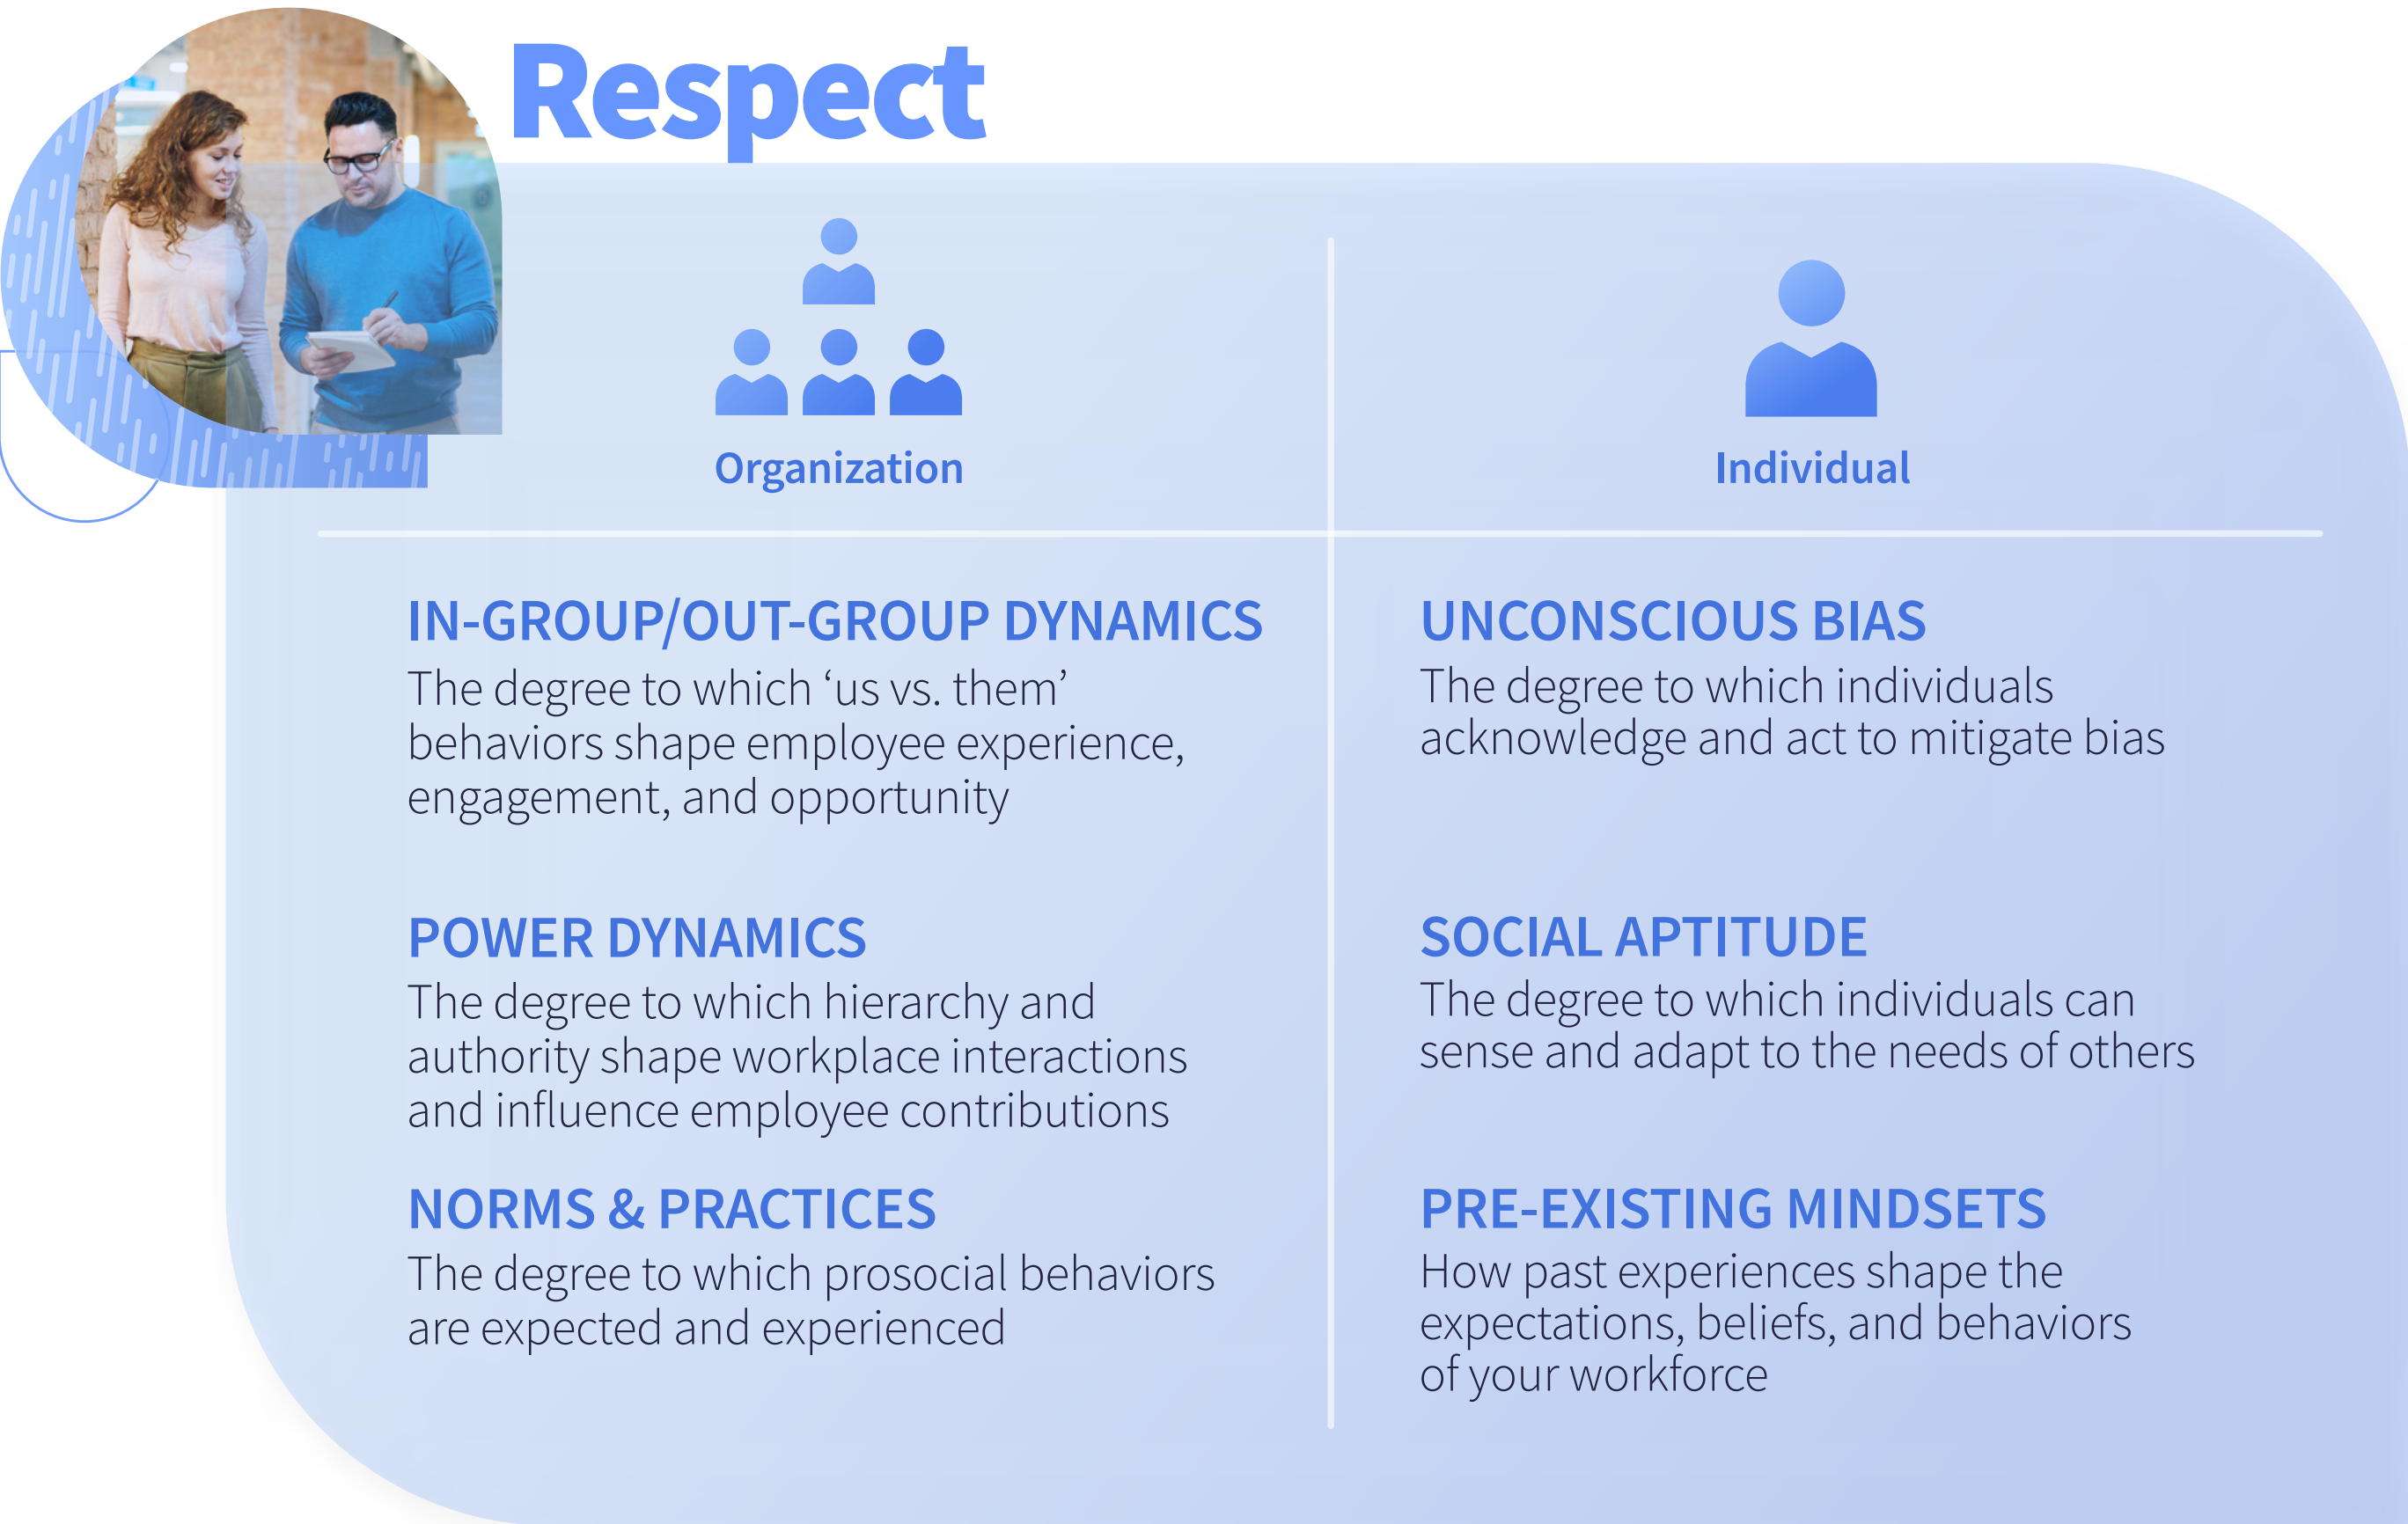 Respect
Organization
IN-GROUP/OUT-GROUP DYNAMICS
The degree to which ‘us vs. them’
behaviors shape employee experience,
engagement, and opportunity
POWER DYNAMICS
The degree to which hierarchy and
authority shape workplace interactions
and influence employee contributions
NORMS & PRACTICES
The degree to which prosocial behaviors
are expected and experienced
Individual
UNCONSCIOUS BIAS
The degree to which individuals
acknowledge and act to mitigate bias
SOCIAL APTITUDE
The degree to which individuals can
sense and adapt to the needs of others
PRE-EXISTING MINDSETS
How past experiences shape the
expectations, beliefs, and behaviors
of your workforce